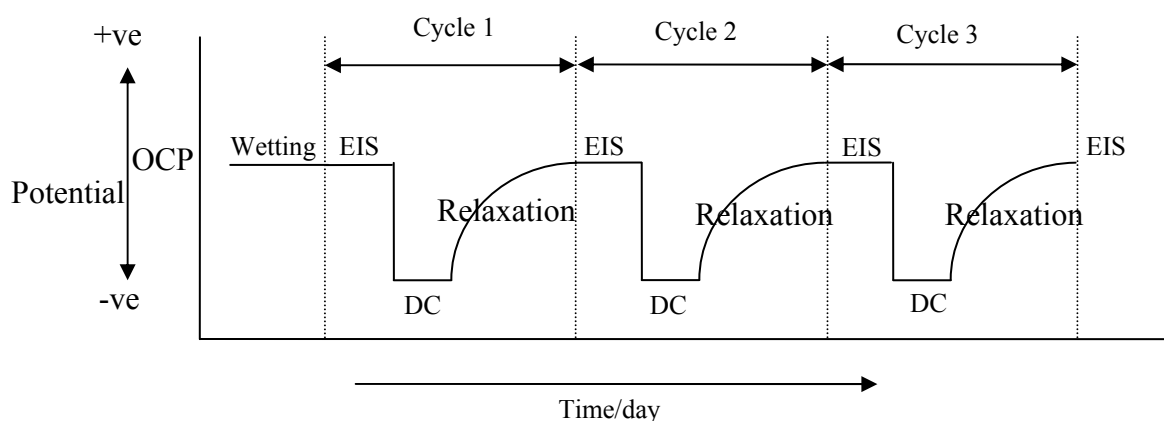 +ve
Cycle 1
Cycle 2
Cycle 3
Wetting
EIS
EIS
EIS
EIS
OCP
Potential
Relaxation
Relaxation
Relaxation
-ve
DC
DC
DC
Time/day